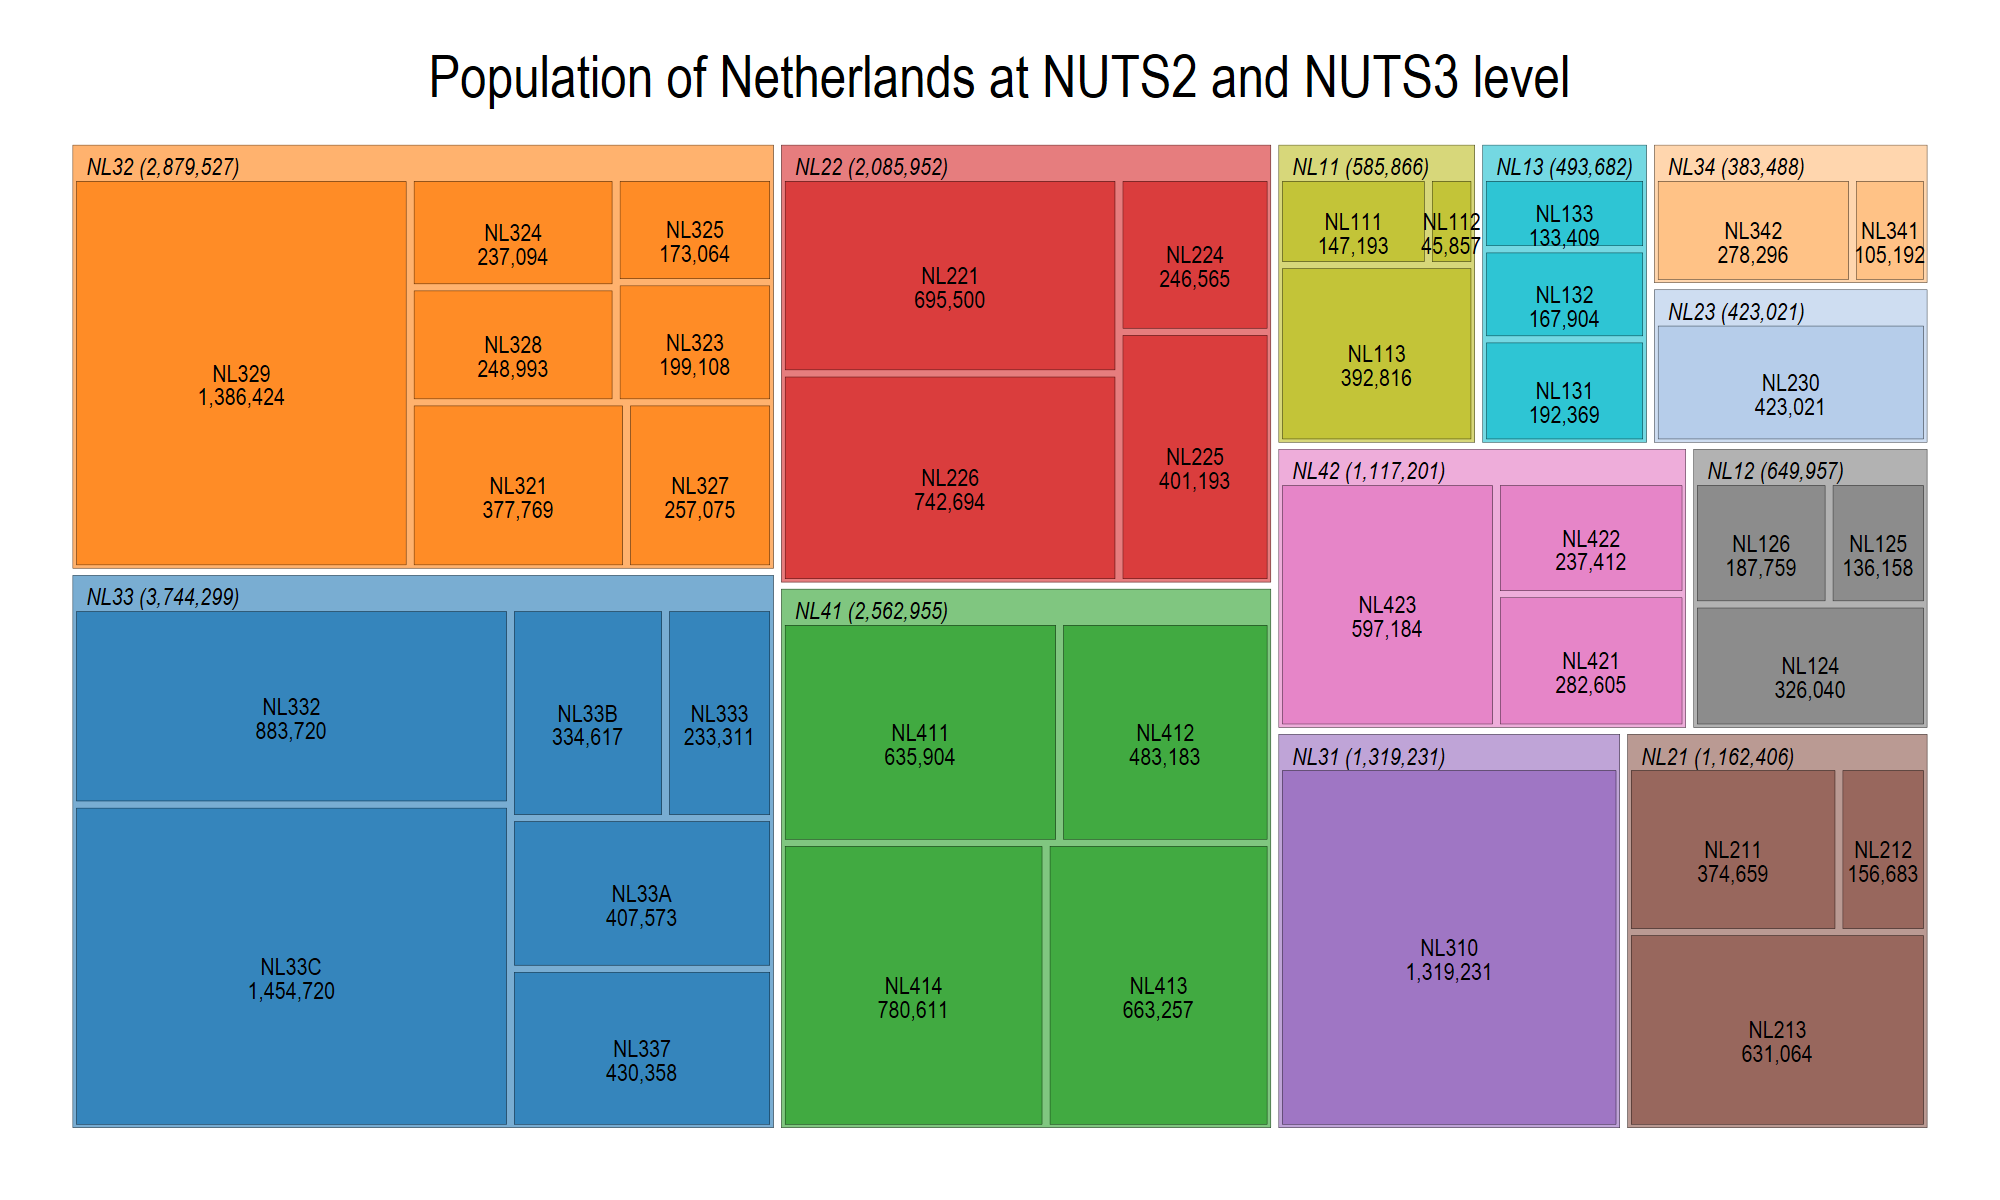 Population of Netherlands at NUTS2 and NUTS3 level
NL32 (2,879,527)
NL329
1,386,424
NL324
237,094
NL325
173,064
NL328
248,993
NL323
199,108
NL321
377,769
NL327
257,075
NL33 (3,744,299)
NL332
883,720
NL33B
334,617
NL333
233,311
NL33C
1,454,720
NL33A
407,573
NL337
430,358
NL22 (2,085,952)
NL221
695,500
NL224
246,565
NL226
742,694
NL225
401,193
NL41 (2,562,955)
NL411
635,904
NL412
483,183
NL414
780,611
NL413
663,257
NL11 (585,866)
NL111
147,193
NL112
45,857
NL113
392,816
NL13 (493,682)
NL133
133,409
NL132
167,904
NL131
192,369
NL34 (383,488)
NL342
278,296
NL341
105,192
NL23 (423,021)
NL230
423,021
NL42 (1,117,201)
NL423
597,184
NL422
237,412
NL421
282,605
NL12 (649,957)
NL126
187,759
NL125
136,158
NL124
326,040
NL31 (1,319,231)
NL310
1,319,231
NL21 (1,162,406)
NL211
374,659
NL212
156,683
NL213
631,064